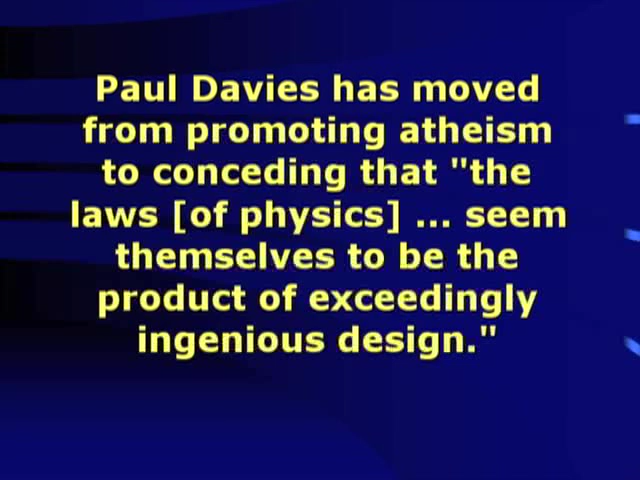 Paul Davies has moved
from promoting atheism
to conceding that "the
laws [of physics] ... seem
themselves to be the
product of exceedingly
ingenious design."